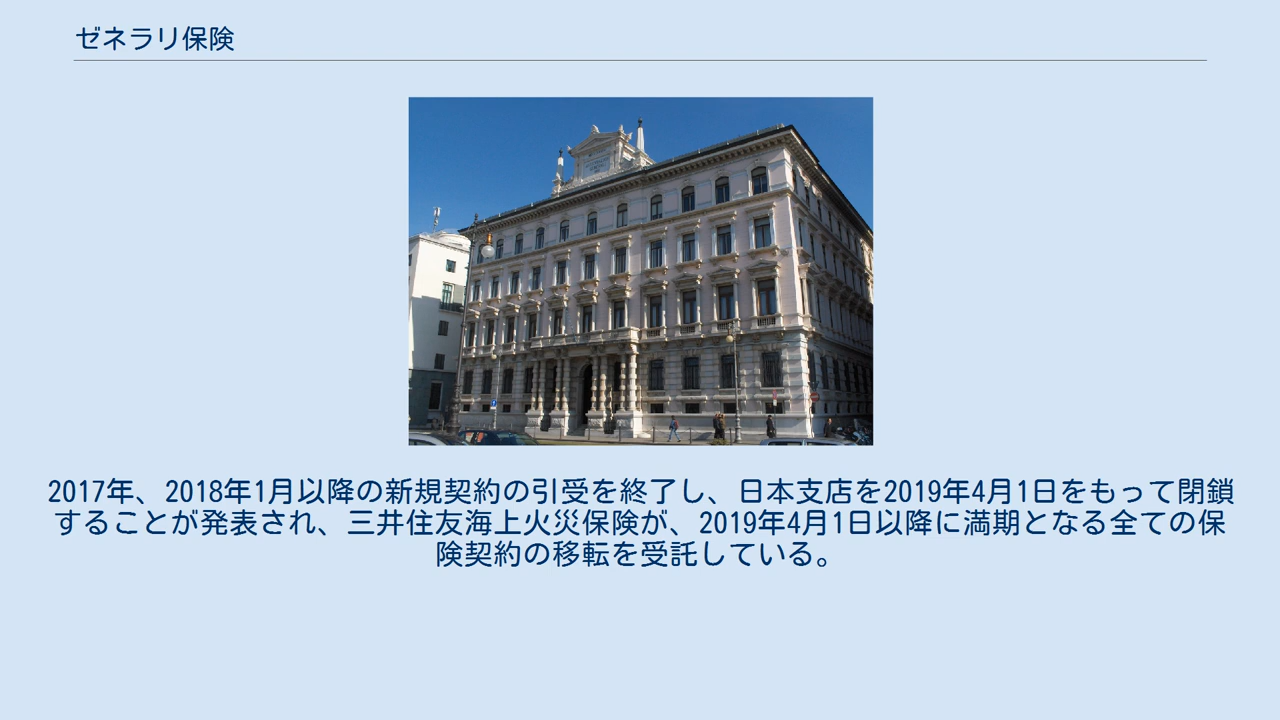 ゼネラリ保険
2017年、2018年1月以降の新規契約の引受を終了し、日本支店を2019年4月1日をもって閉鎖
することが発表され、三井住友海上火災保険が、2019年4月1日以降に満期となる全ての保
険契約の移転を受託している。